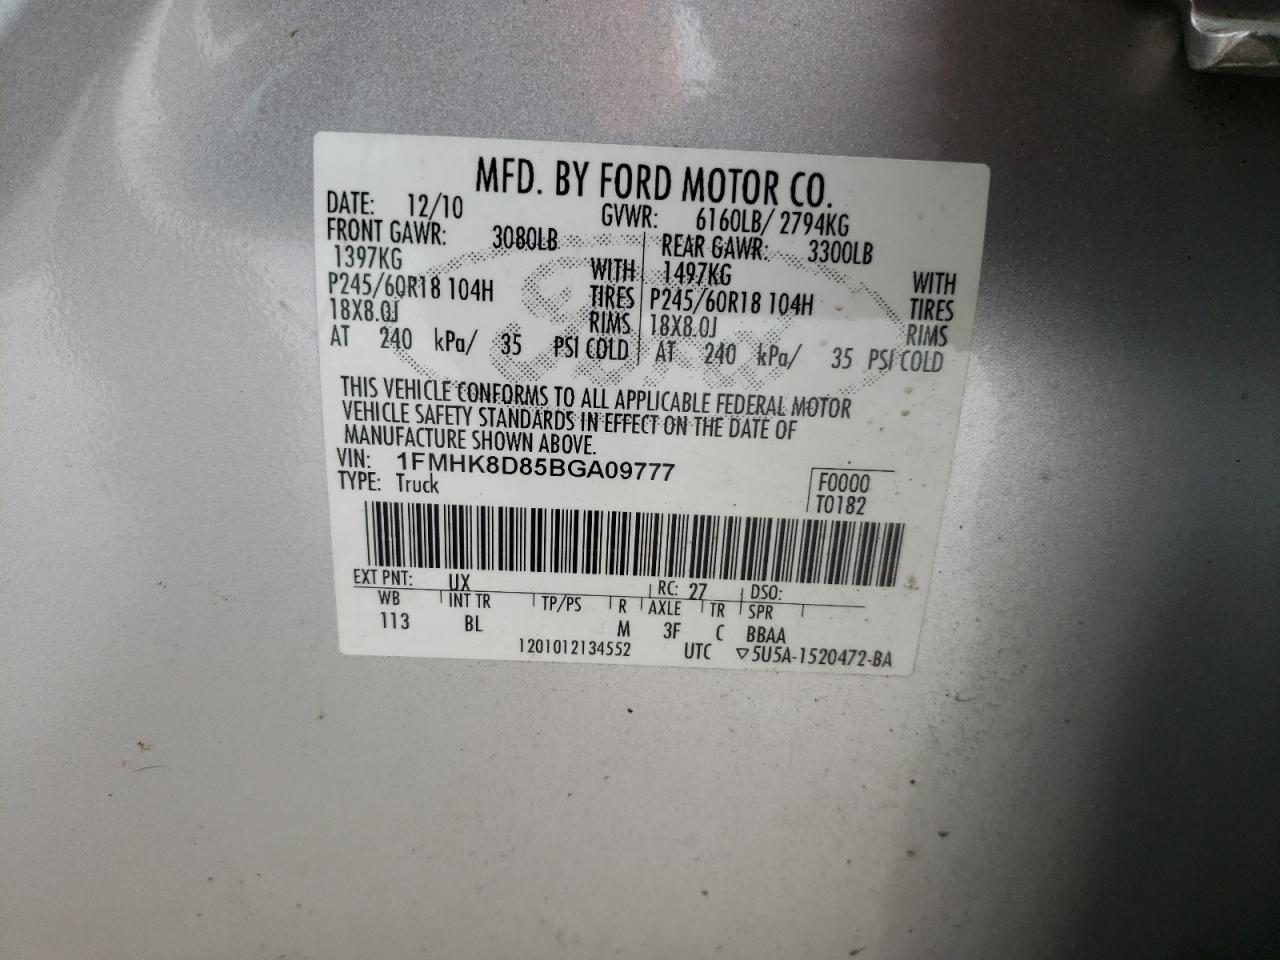 MFD. BY FORD MOTOR CO.
DATE: 12/10 GVWR: 6160LB/ 2794KG
FRONT GAWR: 3080LB REAR GAWR: 3300LB
1397KG WITH 1497KG WITH
P245/60R18 104H TIRES P245/60R18 104H TIRES
18X8.0J RIMS 18X8.0J RIMS
AT 240 kPa/ 35 PSI COLD AT 240 kPa/ 35 PSI COLD
THIS VEHICLE CONFORMS TO ALL APPLICABLE FEDERAL MOTOR
VEHICLE SAFETY STANDARDS IN EFFECT ON THE DATE OF
MANUFACTURE SHOWN ABOVE.
VIN: 1FMHK8D85BGA09777 F0000
TYPE: Truck T0182
EXT PNT: UX RC: 27 DSO:
WB INT TR TP/PS R AXLE TR SPR
113 BL M 3F C BBAA
1201012134552 UTC ▽5U5A-1520472-BA